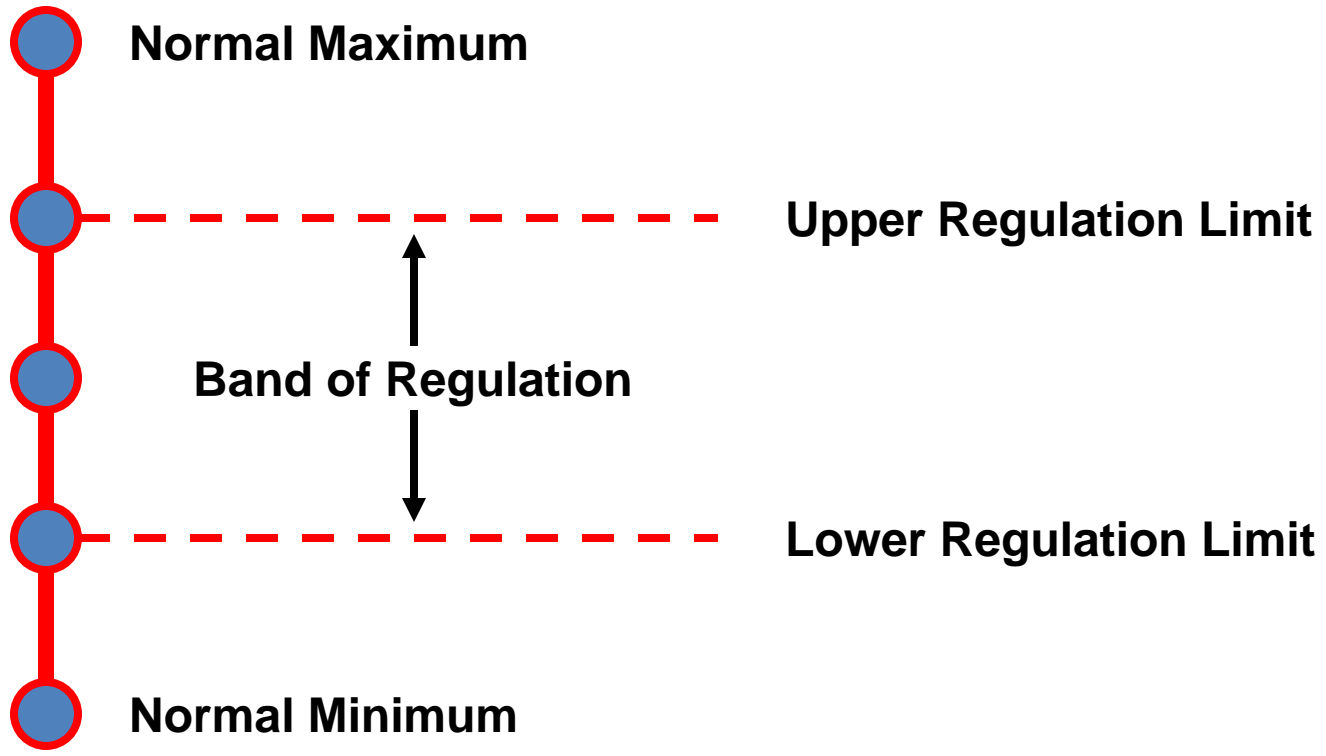 Normal Maximum
Upper Regulation Limit
Band of Regulation
Lower Regulation Limit
Normal Minimum